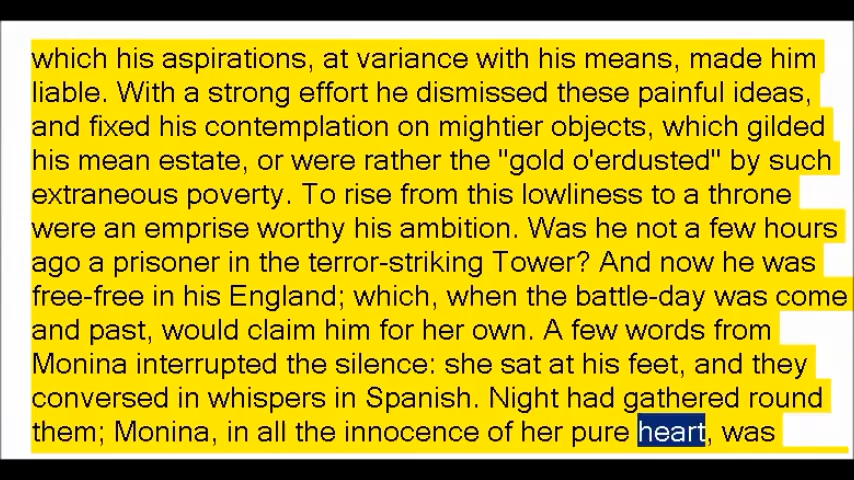 which his aspirations, at variance with his means, made him
liable. With a strong effort he dismissed these painful ideas,
and fixed his contemplation on mightier objects, which gilded
his mean estate, or were rather the "gold o'erdusted" by such
extraneous poverty. To rise from this lowliness to a throne
were an emprise worthy his ambition. Was he not a few hours
ago a prisoner in the terror-striking Tower? And now he was
free-free in his England; which, when the battle-day was come
and past, would claim him for her own. A few words from
Monina interrupted the silence: she sat at his feet, and they
conversed in whispers in Spanish. Night had gathered round
them; Monina, in all the innocence of her pure heart, was